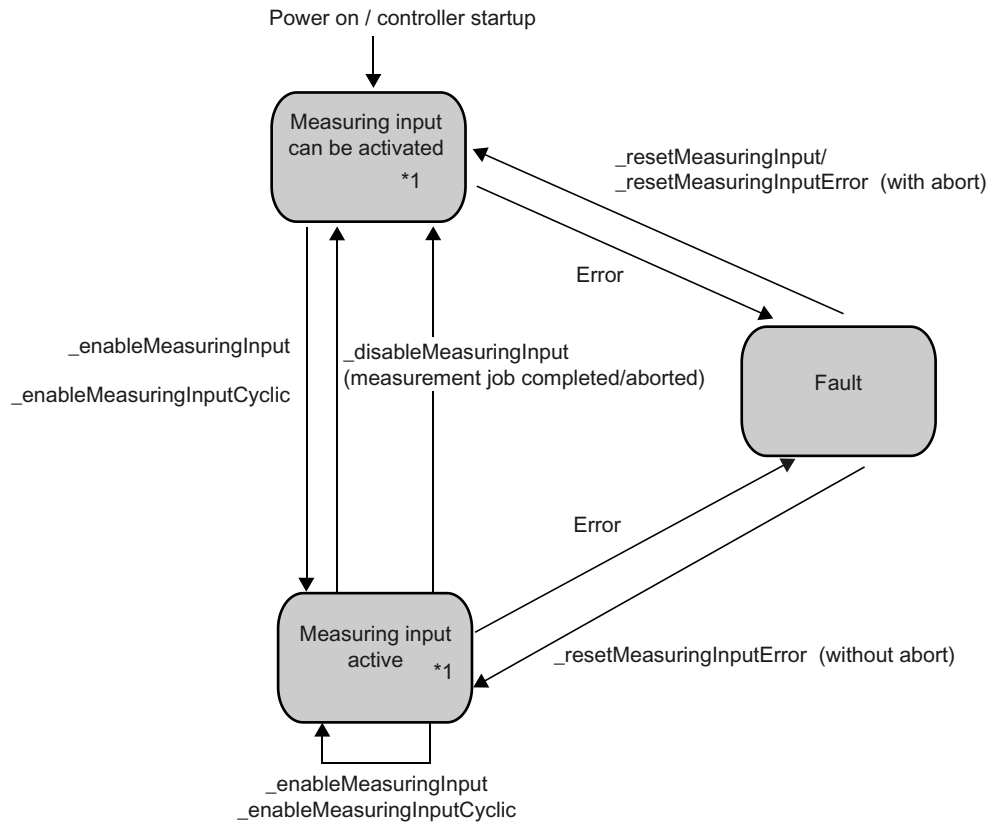 Power on / controller startup
Measuring input
can be activated
*1
_resetMeasuringInput/
_resetMeasuringInputError (with abort)
Error
_enableMeasuringInput
_enableMeasuringInputCyclic
_disableMeasuringInput
(measurement job completed/aborted)
Fault
Error
Measuring input
active *1
_resetMeasuringInputError (without abort)
_enableMeasuringInput
_enableMeasuringInputCyclic